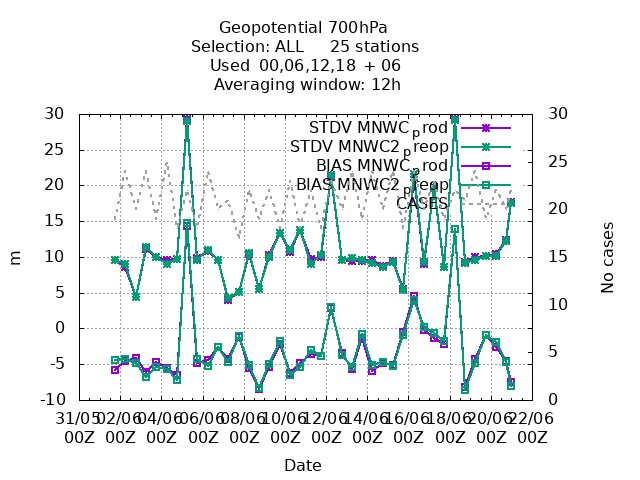 Geopotential 700hPa
Selection: ALL 25 stations
Used 00,06,12,18 + 06
Averaging window: 12h
STDV MNWC_prod
STDV MNWC2_preop
BIAS MNWC_prod
BIAS MNWC2_preop
CASES
30
25
20
15
10
5
0
-5
-10
m
30
25
20
15
10
5
0
No cases
31/05 02/06 04/06 06/06 08/06 10/06 12/06 14/06 16/06 18/06 20/06 22/06
00Z 00Z 00Z 00Z 00Z 00Z 00Z 00Z 00Z 00Z 00Z 00Z
Date